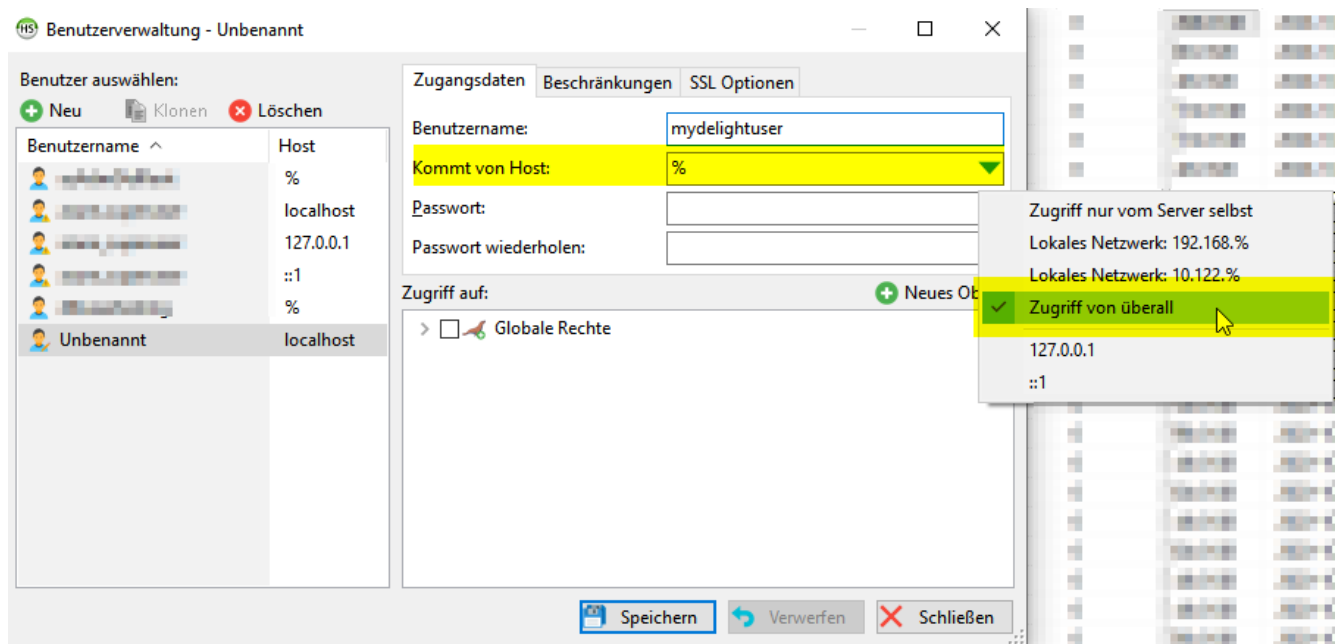 HS Benutzerverwaltung - Unbenannt
Benutzer auswählen:
Neu Klonen Löschen
Benutzername Host
%
localhost
127.0.0.1
::1
%
Unbenannt localhost
Zugangsdaten Beschränkungen SSL Optionen
Benutzername: mydelightuser
Kommt von Host: %
Passwort:
Passwort wiederholen:
Zugriff auf: Neues Ob
Globale Rechte
Zugriff nur vom Server selbst
Lokales Netzwerk: 192.168.%
Lokales Netzwerk: 10.122.%
Zugriff von überall
127.0.0.1
::1
Speichern Verwerfen Schließen